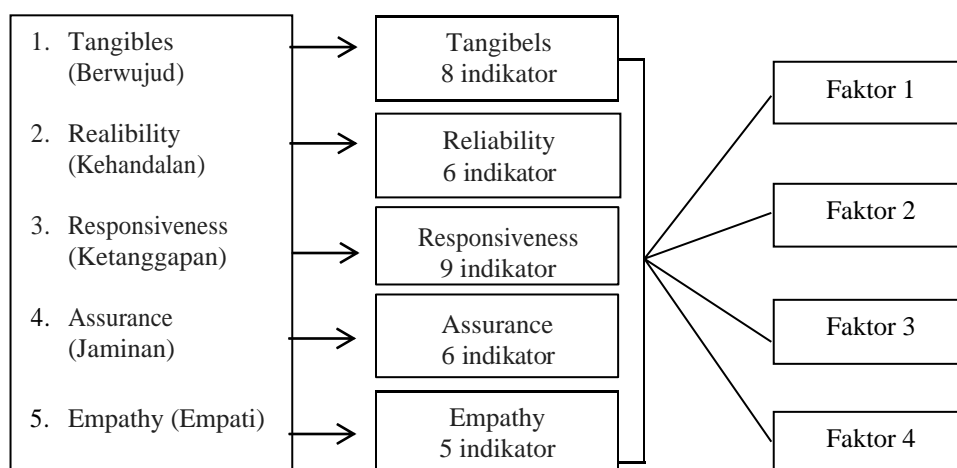 1. Tangibles
(Berwujud)
2. Realibility
(Kehandalan)
3. Responsiveness
(Ketanggapan)
4. Assurance
(Jaminan)
5. Empathy (Empati)
Tangibels
8 indikator
Reliability
6 indikator
Responsiveness
9 indikator
Assurance
6 indikator
Empathy
5 indikator
Faktor 1
Faktor 2
Faktor 3
Faktor 4